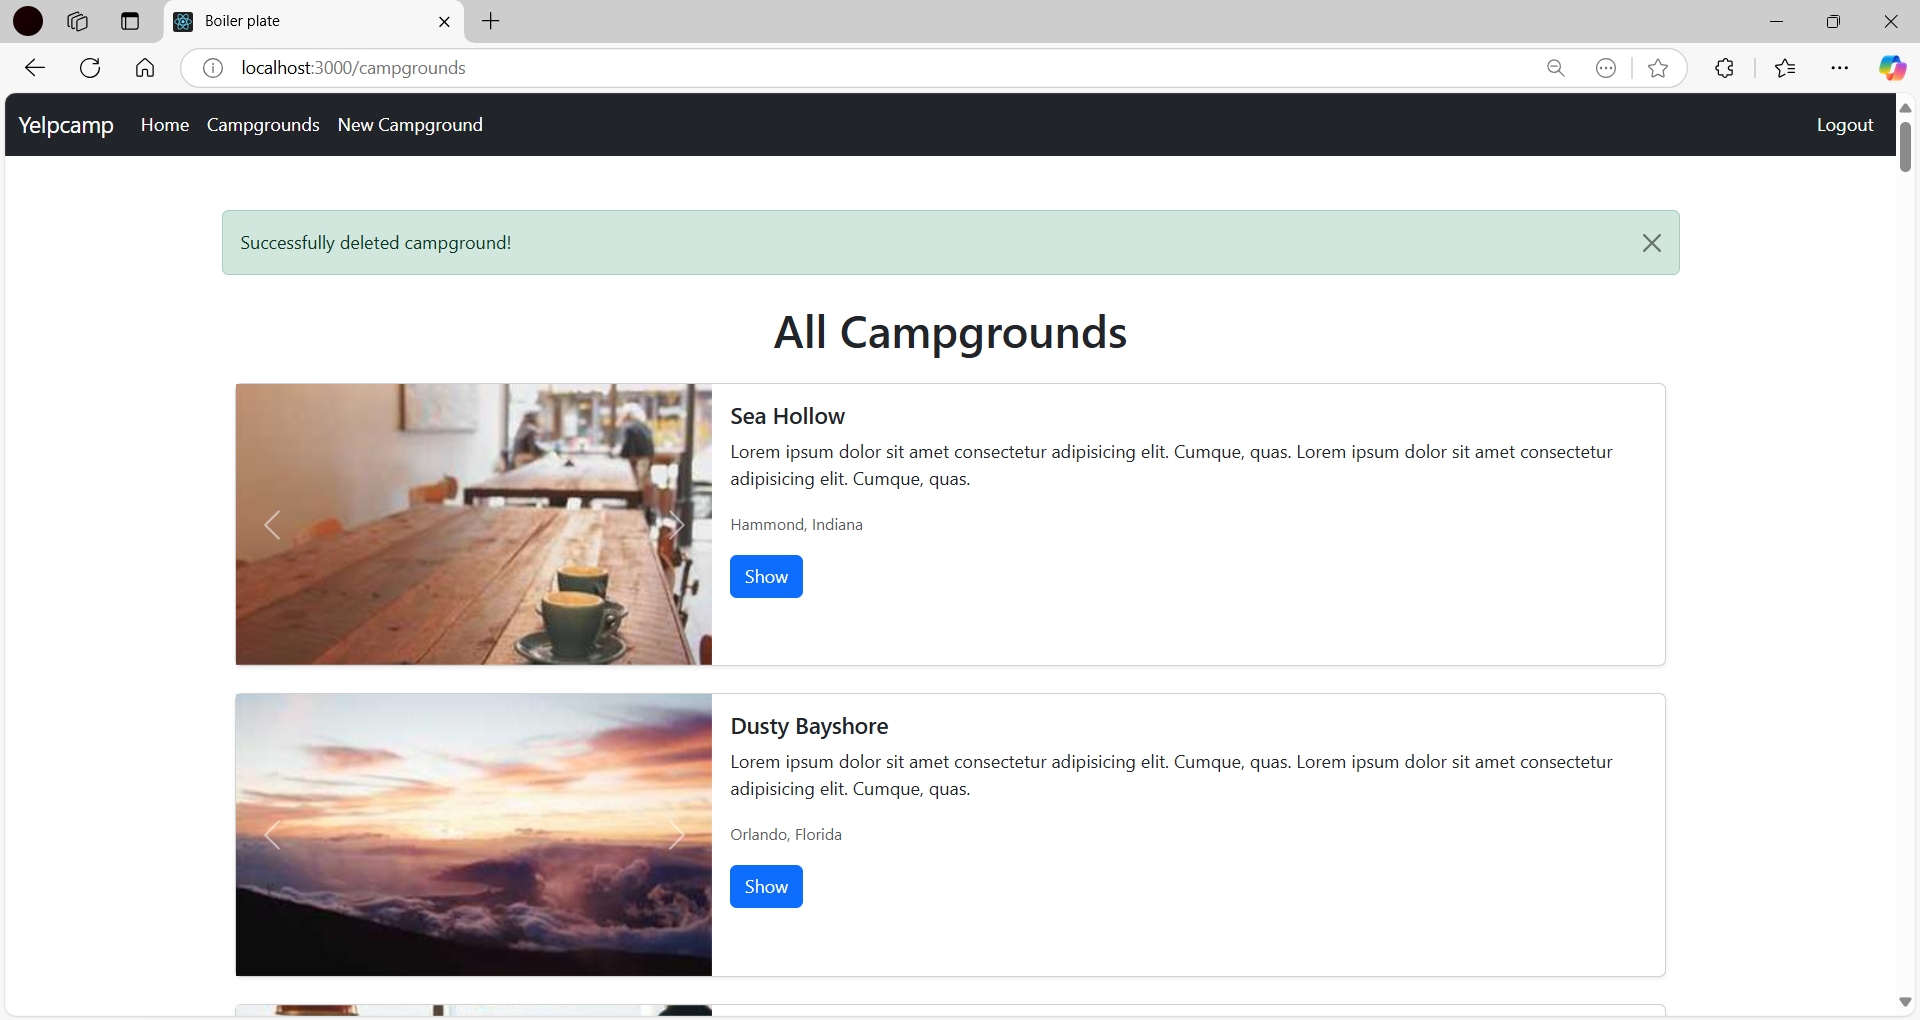 Boiler plate
localhost:3000/campgrounds
Yelpcamp Home Campgrounds New Campground Logout
Successfully deleted campground!
All Campgrounds
Sea Hollow
Lorem ipsum dolor sit amet consectetur adipisicing elit. Cumque, quas. Lorem ipsum dolor sit amet consectetur
adipisicing elit. Cumque, quas.
Hammond, Indiana
Show
Dusty Bayshore
Lorem ipsum dolor sit amet consectetur adipisicing elit. Cumque, quas. Lorem ipsum dolor sit amet consectetur
adipisicing elit. Cumque, quas.
Orlando, Florida
Show